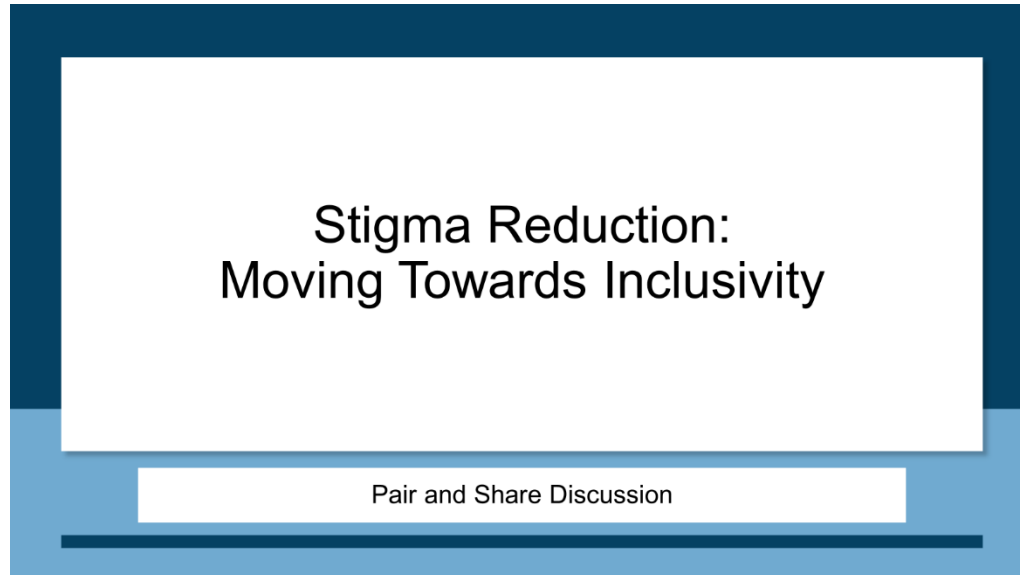 Stigma Reduction:
Moving Towards Inclusivity
Pair and Share Discussion